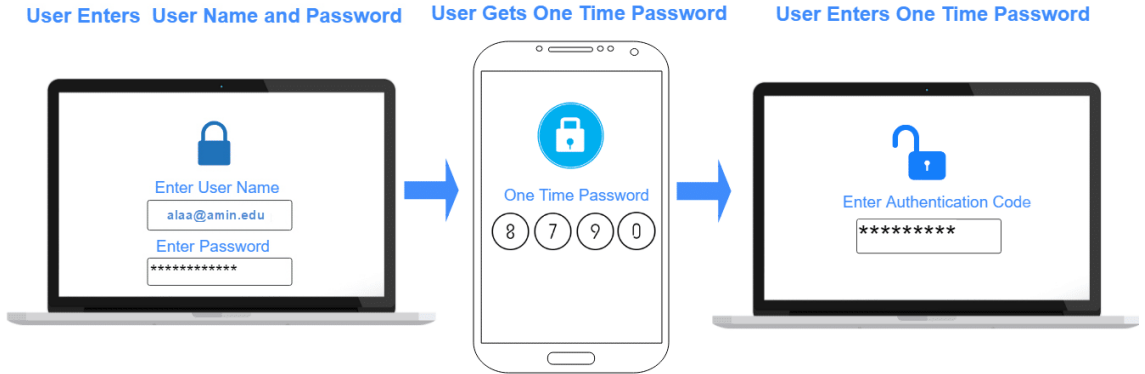 User Enters  User Name and Password
User Gets One Time Password
User Enters One Time Password
Enter User Name
alaa@amin.edu
Enter Password
************
One Time Password
8 7 9 0
Enter Authentication Code
*********